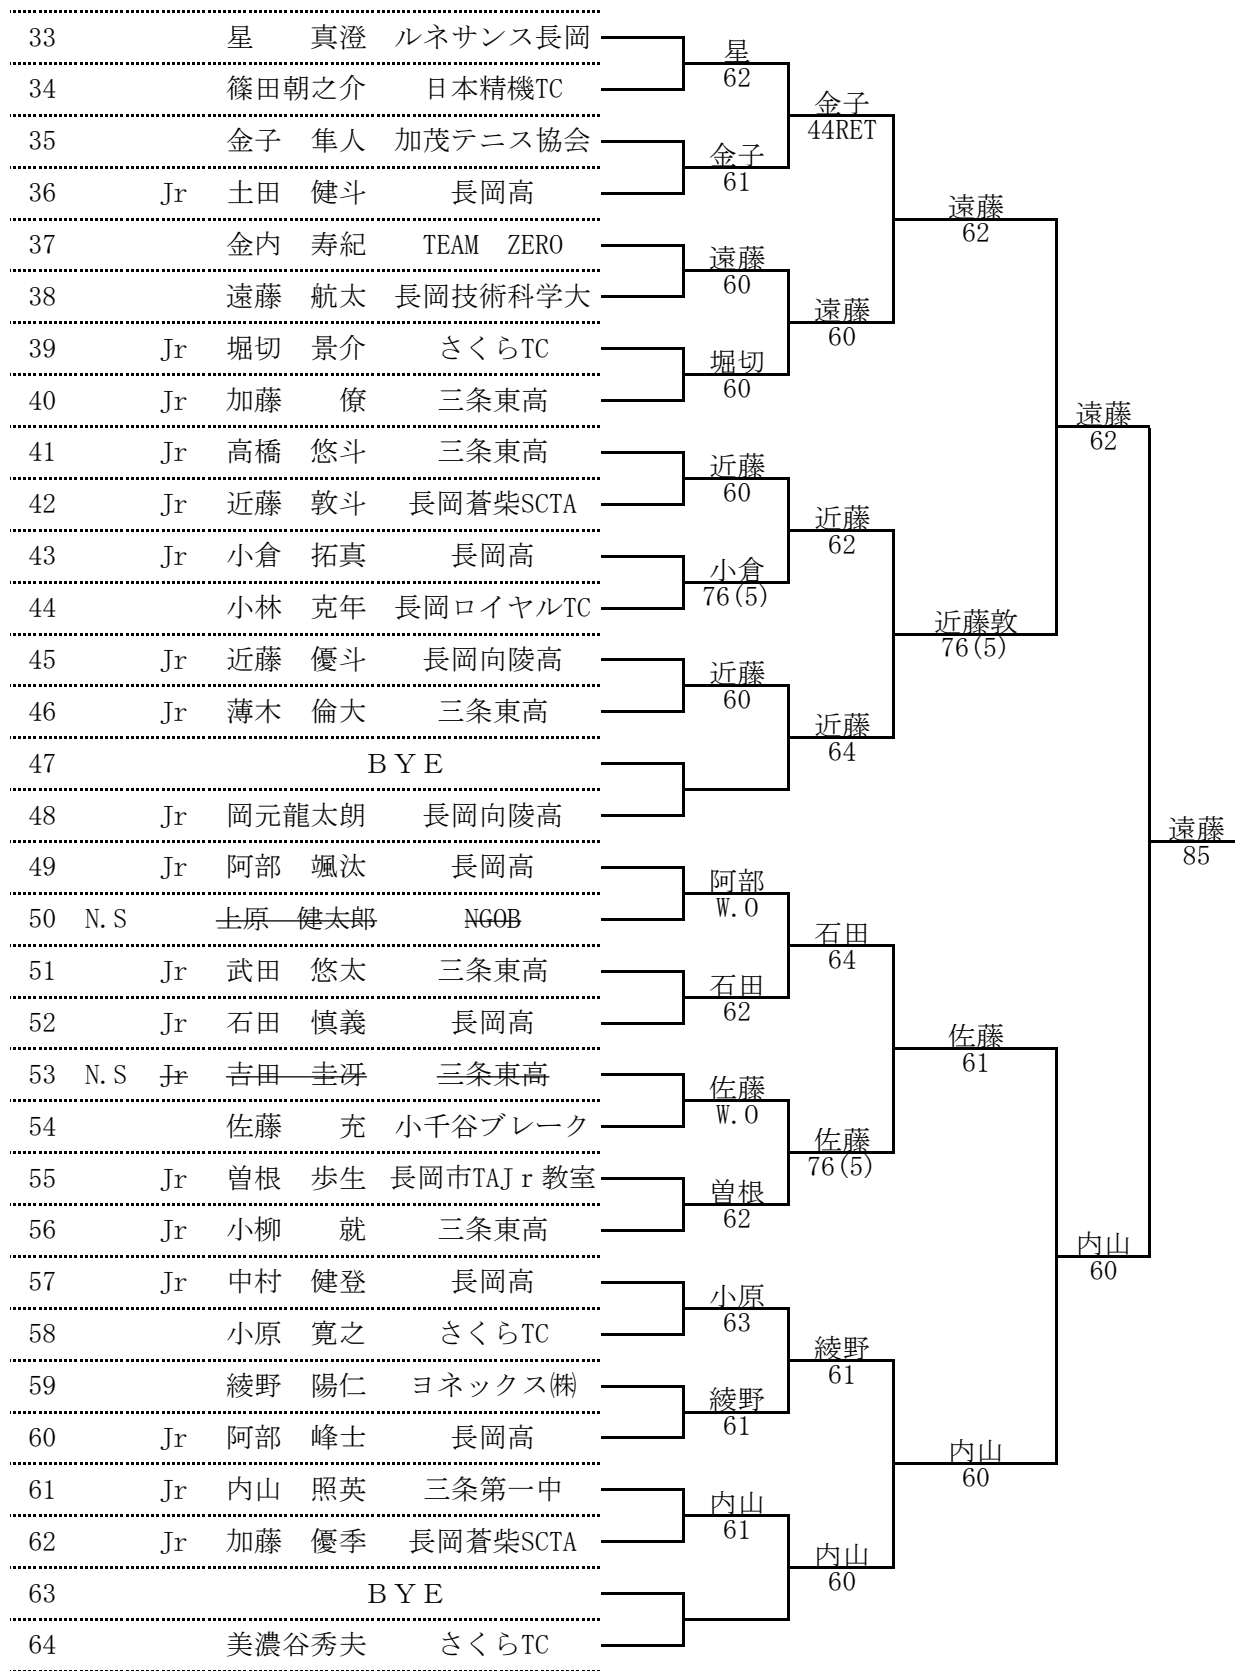 33 星 真澄 ルネサンス長岡
星
62
34 篠田朝之介 日本精機TC
金子
44RET
35 金子 隼人 加茂テニス協会
金子
61
36 Jr 土田 健斗 長岡高
遠藤
62
37 金内 寿紀 TEAM ZERO
遠藤
60
38 遠藤 航太 長岡技術科学大
遠藤
60
39 Jr 堀切 景介 さくらTC
堀切
60
40 Jr 加藤 僚 三条東高
遠藤
62
41 Jr 高橋 悠斗 三条東高
近藤
60
42 Jr 近藤 敦斗 長岡蒼柴SCTA
近藤
62
43 Jr 小倉 拓真 長岡高
小倉
76(5)
44 小林 克年 長岡ロイヤルTC
近藤敦
76(5)
45 Jr 近藤 優斗 長岡向陵高
近藤
60
46 Jr 薄木 倫大 三条東高
近藤
64
47 BYE
48 Jr 岡元龍太朗 長岡向陵高
遠藤
85
49 Jr 阿部 颯汰 長岡高
阿部
W.O
50 N.S 上原 健太郎 NGOB
石田
64
51 Jr 武田 悠太 三条東高
石田
62
52 Jr 石田 慎義 長岡高
佐藤
61
53 N.S Jr 吉田 圭冴 三条東高
佐藤
W.O
54 佐藤 充 小千谷ブレーク
佐藤
76(5)
55 Jr 曽根 歩生 長岡市TAJr教室
曽根
62
56 Jr 小柳 就 三条東高
内山
60
57 Jr 中村 健登 長岡高
小原
63
58 小原 寛之 さくらTC
綾野
61
59 綾野 陽仁 ヨネックス㈱
綾野
61
60 Jr 阿部 峰士 長岡高
内山
60
61 Jr 内山 照英 三条第一中
内山
61
62 Jr 加藤 優季 長岡蒼柴SCTA
内山
60
63 BYE
64 美濃谷秀夫 さくらTC